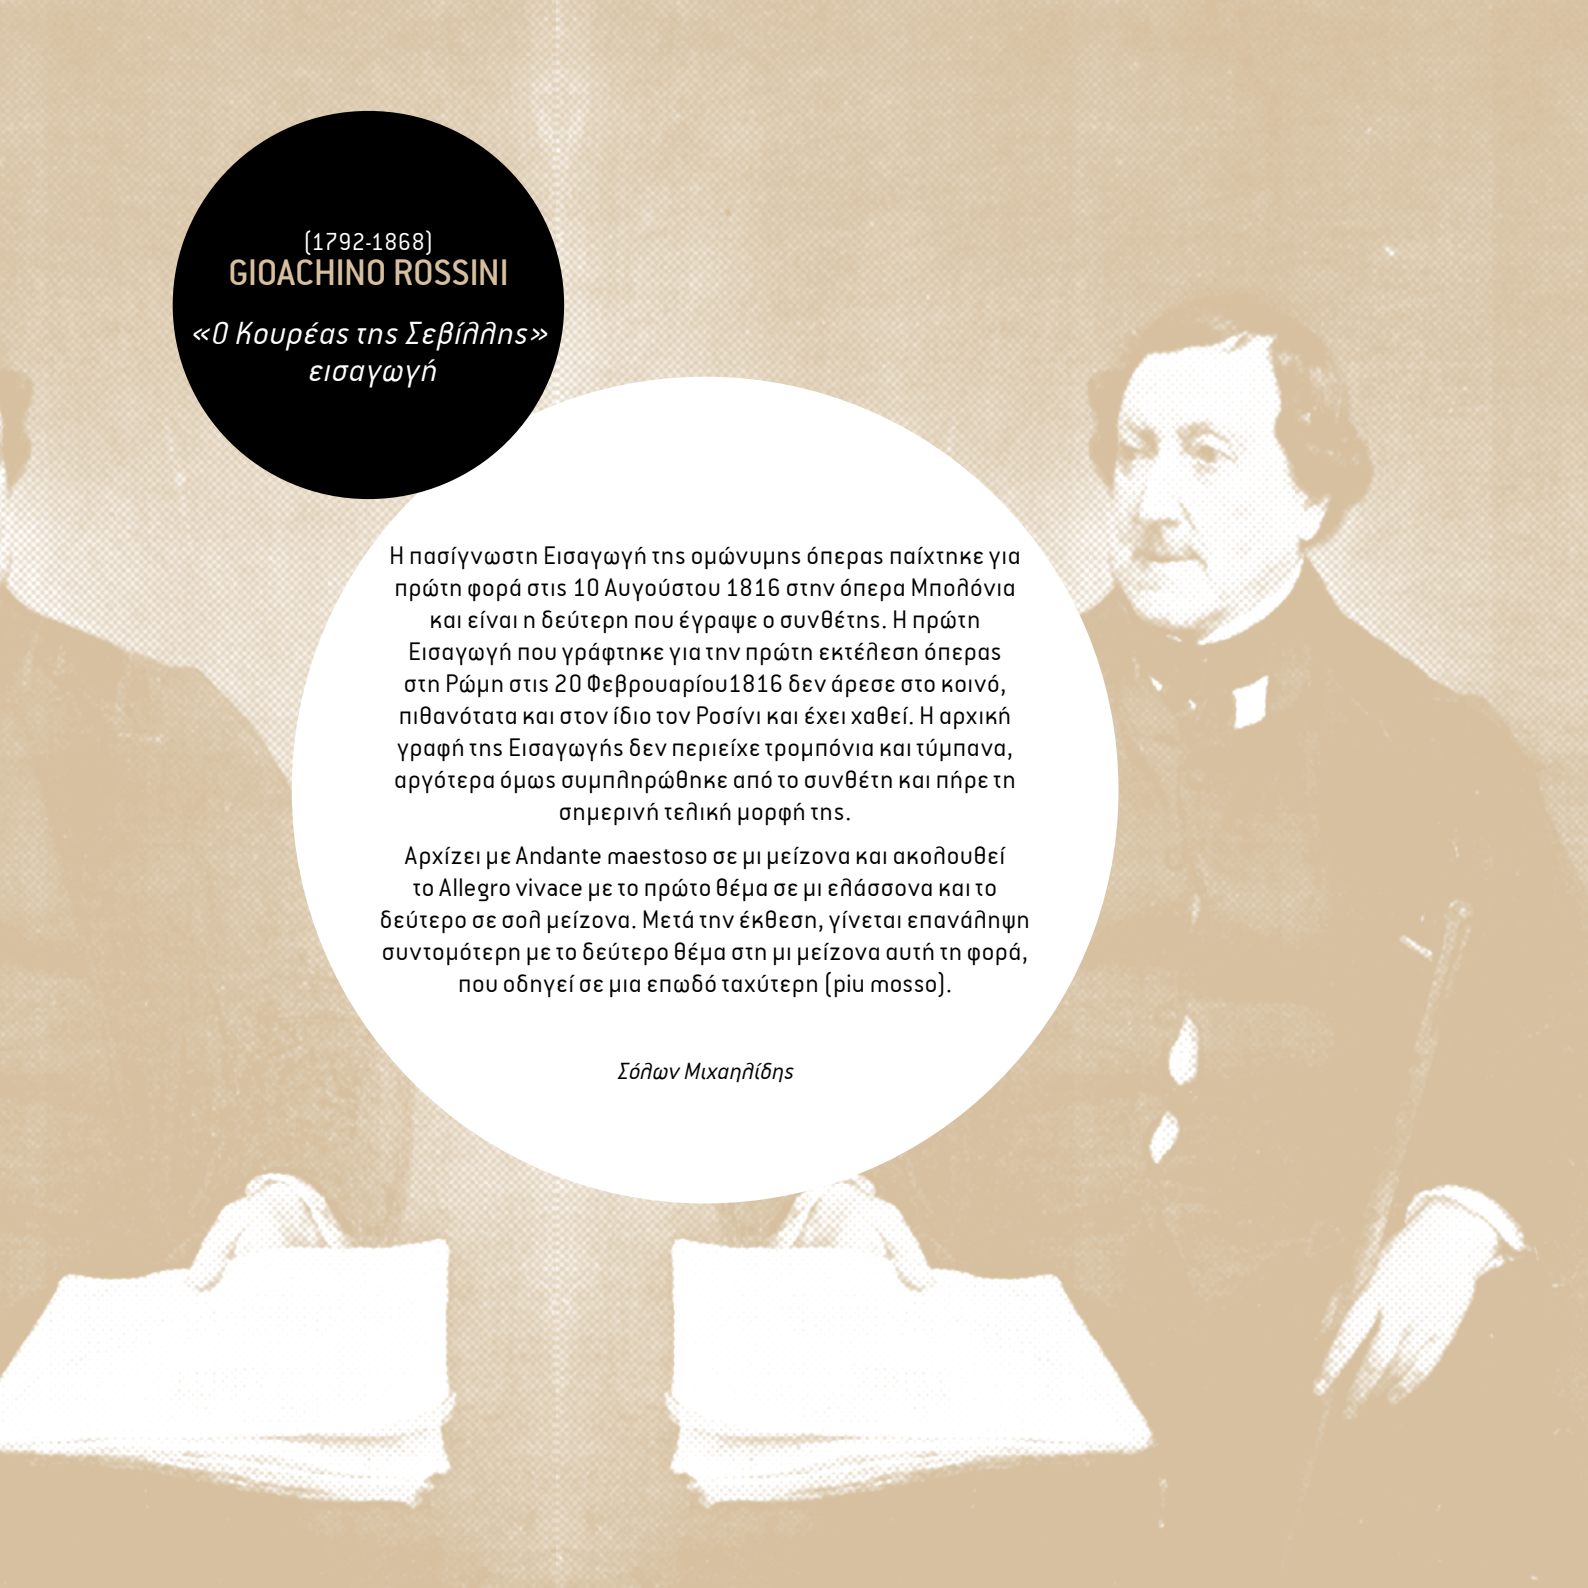 (1792-1868)
GIOACHINO ROSSINI
«Ο Κουρέας της Σεβίλλης»
εισαγωγή
Η πασίγνωστη Εισαγωγή της ομώνυμης όπερας παίχτηκε για
πρώτη φορά στις 10 Αυγούστου 1816 στην όπερα Μπολόνια
και είναι η δεύτερη που έγραψε ο συνθέτης. Η πρώτη
Εισαγωγή που γράφτηκε για την πρώτη εκτέλεση όπερας
στη Ρώμη στις 20 Φεβρουαρίου1816 δεν άρεσε στο κοινό,
πιθανότατα και στον ίδιο τον Ροσίνι και έχει χαθεί. Η αρχική
γραφή της Εισαγωγής δεν περιείχε τρομπόνια και τύμπανα,
αργότερα όμως συμπληρώθηκε από το συνθέτη και πήρε τη
σημερινή τελική μορφή της.
Αρχίζει με Andante maestoso σε μι μείζονα και ακολουθεί
το Allegro vivace με το πρώτο θέμα σε μι ελάσσονα και το
δεύτερο σε σολ μείζονα. Μετά την έκθεση, γίνεται επανάληψη
συντομότερη με το δεύτερο θέμα στη μι μείζονα αυτή τη φορά,
που οδηγεί σε μια επωδό ταχύτερη (piu mosso).
Σόλων Μιχαηλίδης